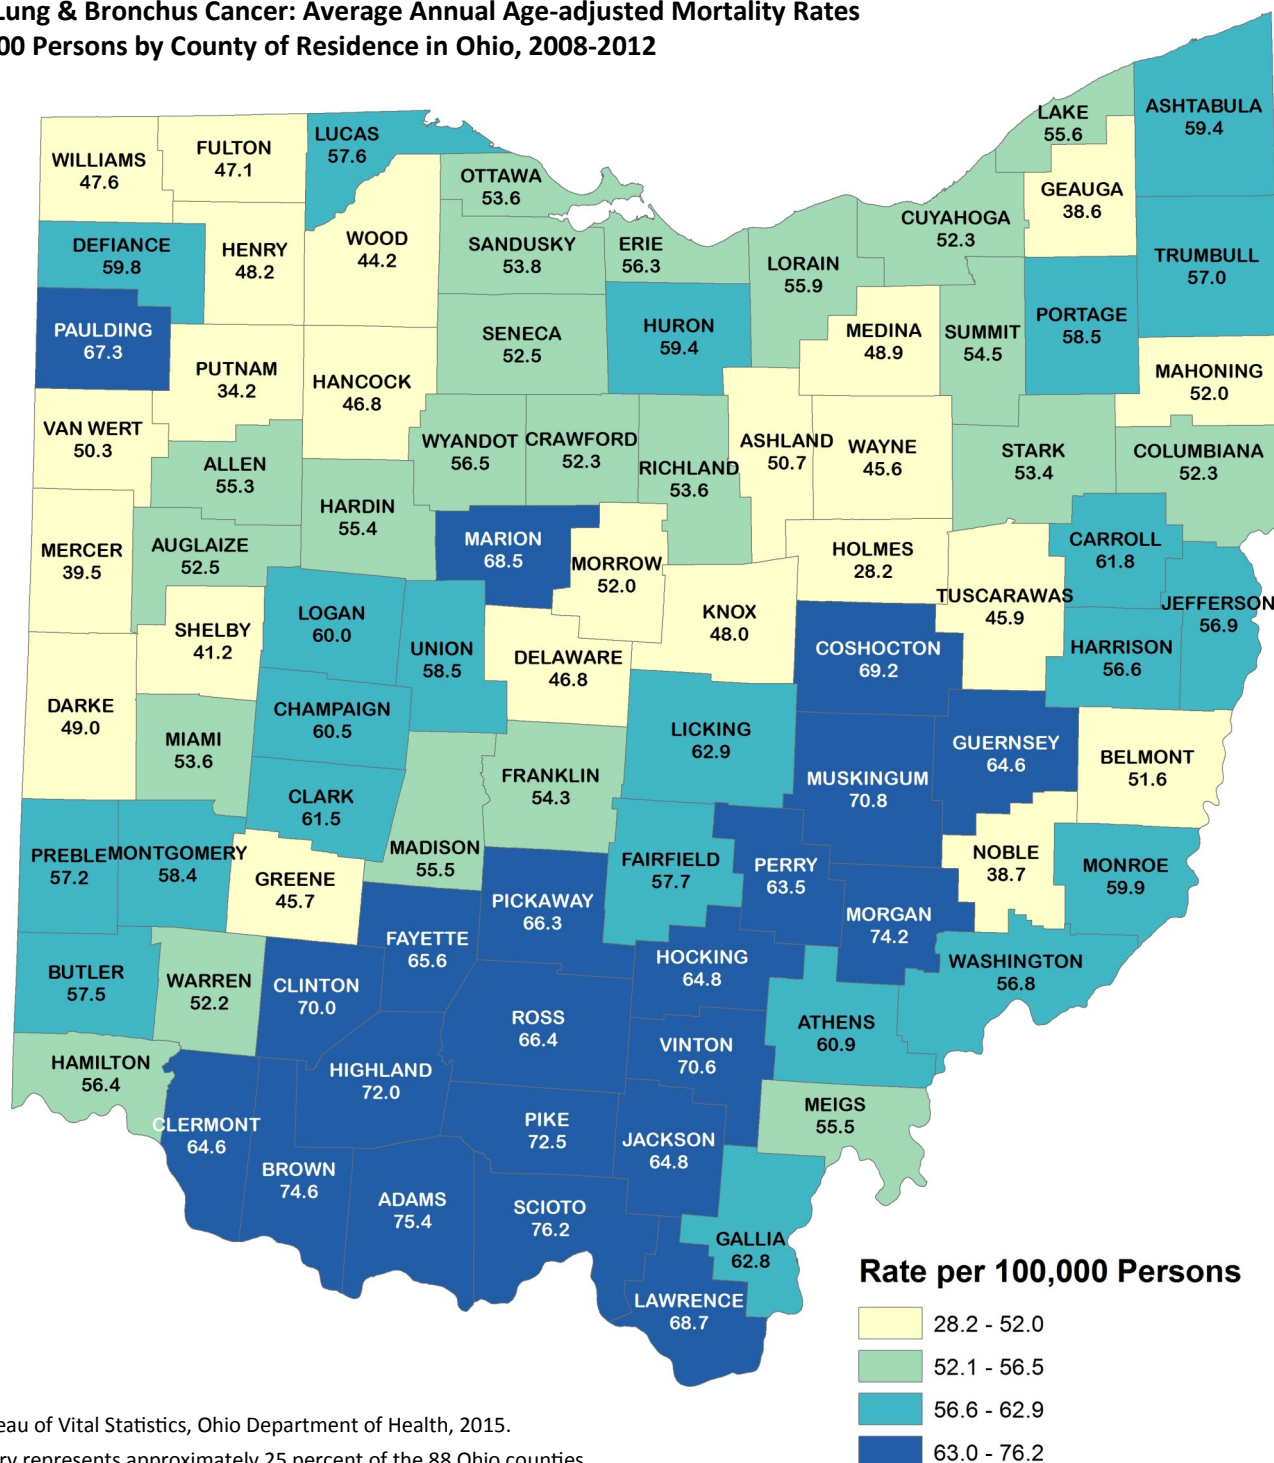 Lung & Bronchus Cancer: Average Annual Age-adjusted Mortality Rates
00 Persons by County of Residence in Ohio, 2008-2012
ASHTABULA
59.4
LAKE
55.6
LUCAS
57.6
FULTON
47.1
WILLIAMS
47.6
OTTAWA
53.6
GEAUGA
38.6
CUYAHOGA
52.3
DEFIANCE
59.8
HENRY
48.2
WOOD
44.2
SANDUSKY
53.8
ERIE
56.3
LORAIN
55.9
TRUMBULL
57.0
PAULDING
67.3
SENECA
52.5
HURON
59.4
MEDINA
48.9
SUMMIT
54.5
PORTAGE
58.5
PUTNAM
34.2
HANCOCK
46.8
MAHONING
52.0
VAN WERT
50.3
ALLEN
55.3
WYANDOT
56.5
CRAWFORD
52.3
RICHLAND
53.6
ASHLAND
50.7
WAYNE
45.6
STARK
53.4
COLUMBIANA
52.3
HARDIN
55.4
MERCER
39.5
AUGLAIZE
52.5
MARION
68.5
MORROW
52.0
HOLMES
28.2
CARROLL
61.8
TUSCARAWAS
45.9
JEFFERSON
56.9
SHELBY
41.2
LOGAN
60.0
UNION
58.5
DELAWARE
46.8
KNOX
48.0
COSHOCTON
69.2
HARRISON
56.6
DARKE
49.0
MIAMI
53.6
CHAMPAIGN
60.5
LICKING
62.9
GUERNSEY
64.6
BELMONT
51.6
CLARK
61.5
FRANKLIN
54.3
MUSKINGUM
70.8
PREBLE
57.2
MONTGOMERY
58.4
GREENE
45.7
MADISON
55.5
FAIRFIELD
57.7
PERRY
63.5
NOBLE
38.7
MONROE
59.9
PICKAWAY
66.3
MORGAN
74.2
FAYETTE
65.6
HOCKING
64.8
WASHINGTON
56.8
BUTLER
57.5
WARREN
52.2
CLINTON
70.0
ROSS
66.4
VINTON
70.6
ATHENS
60.9
HAMILTON
56.4
HIGHLAND
72.0
MEIGS
55.5
CLERMONT
64.6
PIKE
72.5
JACKSON
64.8
BROWN
74.6
ADAMS
75.4
SCIOTO
76.2
GALLIA
62.8
LAWRENCE
68.7
Rate per 100,000 Persons
28.2 - 52.0
52.1 - 56.5
56.6 - 62.9
63.0 - 76.2
eau of Vital Statistics, Ohio Department of Health, 2015.
ry represents approximately 25 percent of the 88 Ohio counties